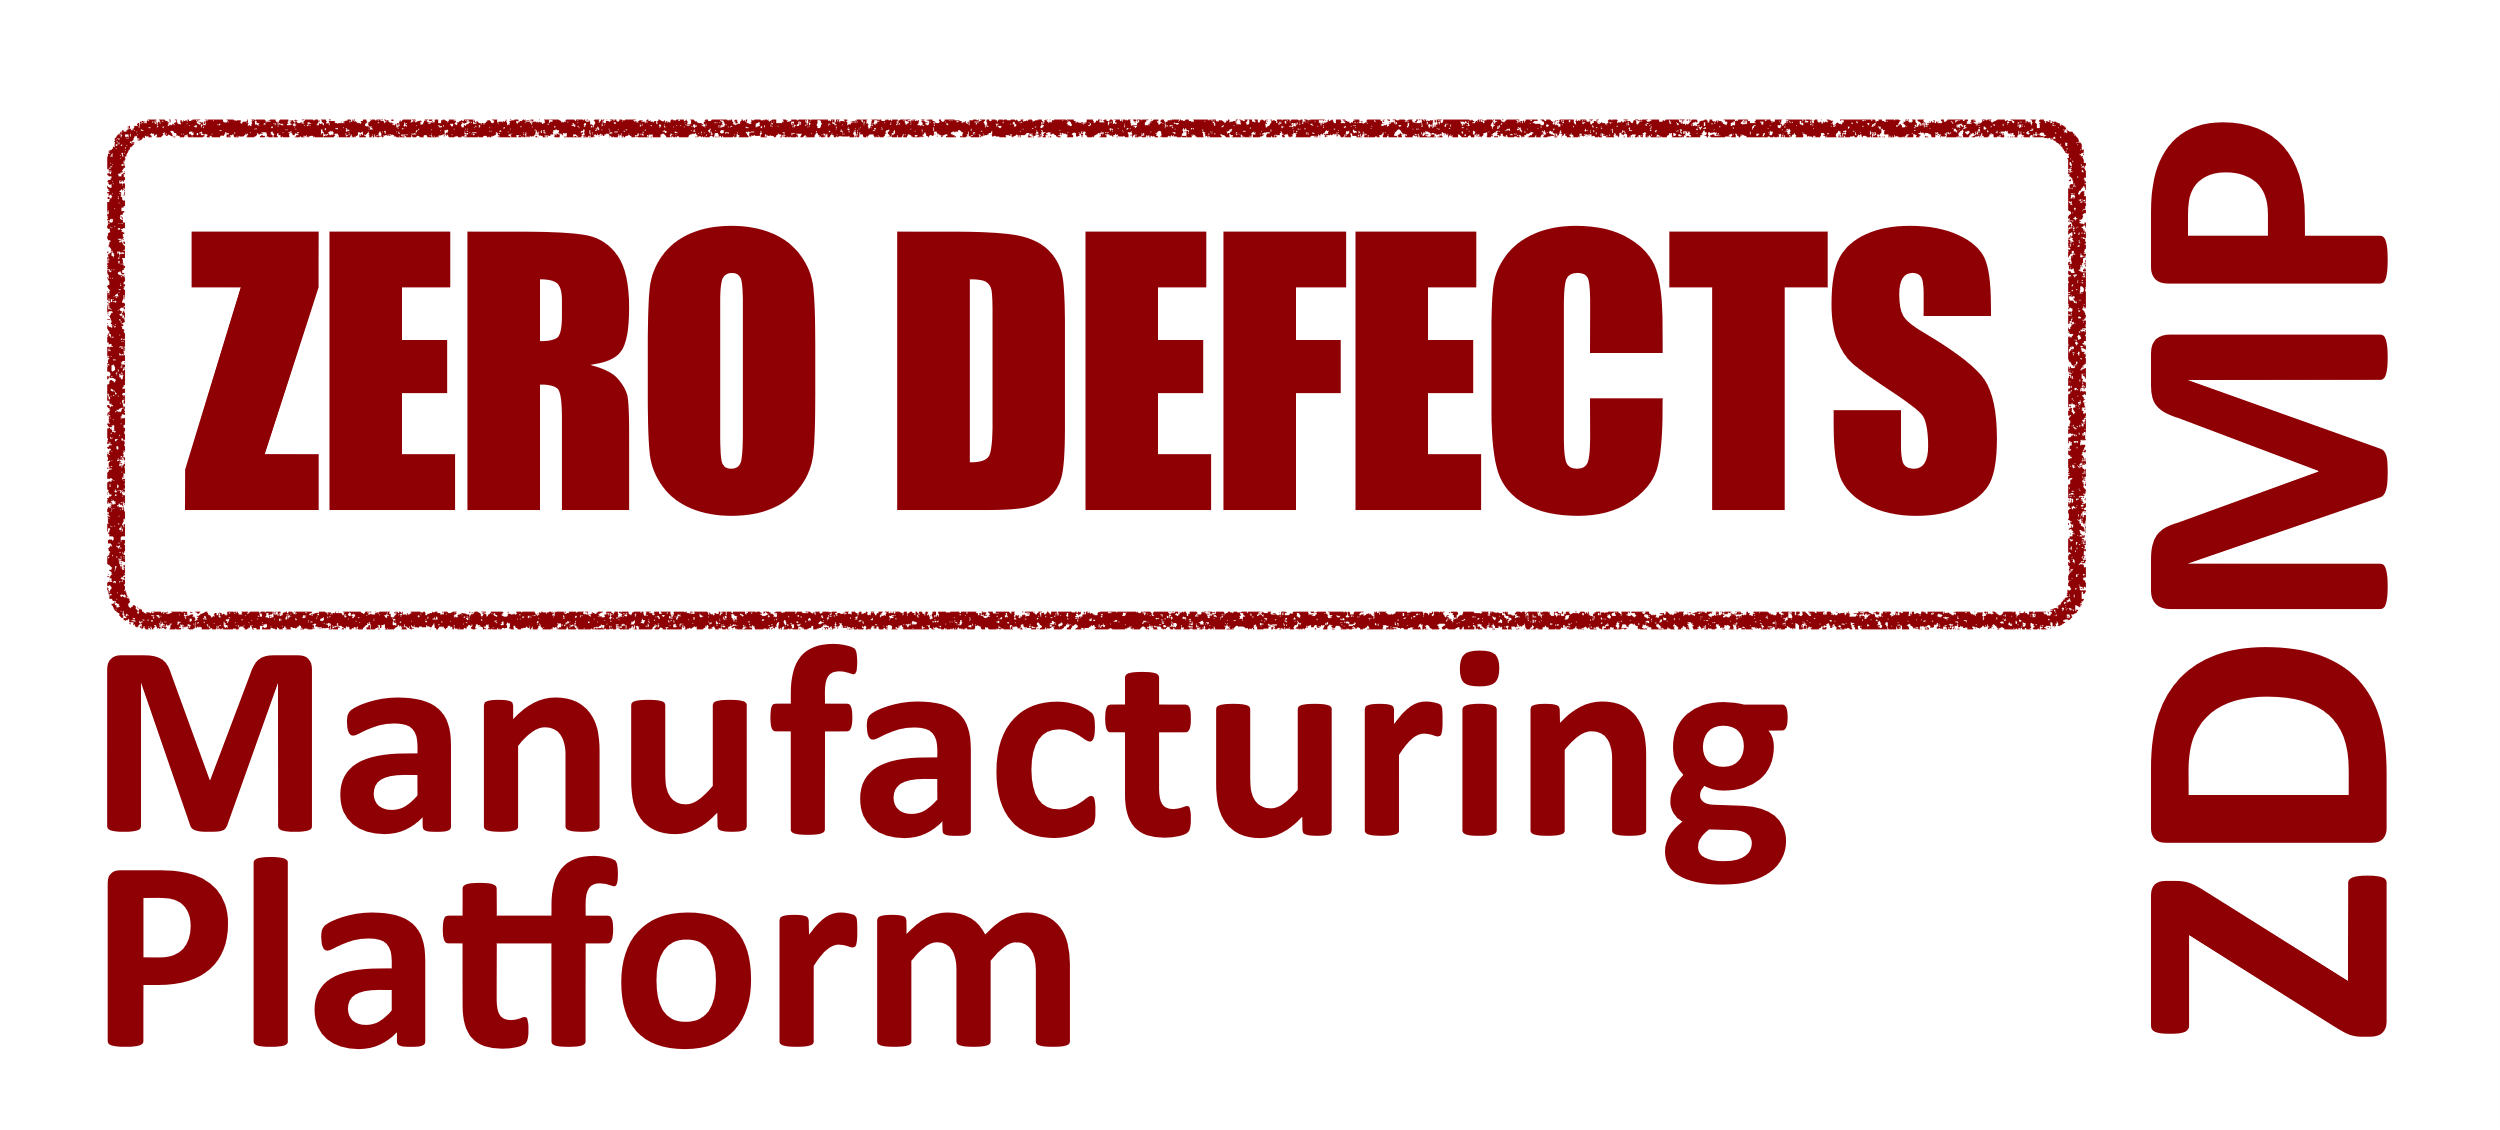 ZERO DEFECTS
Manufacturing
Platform
ZDMP